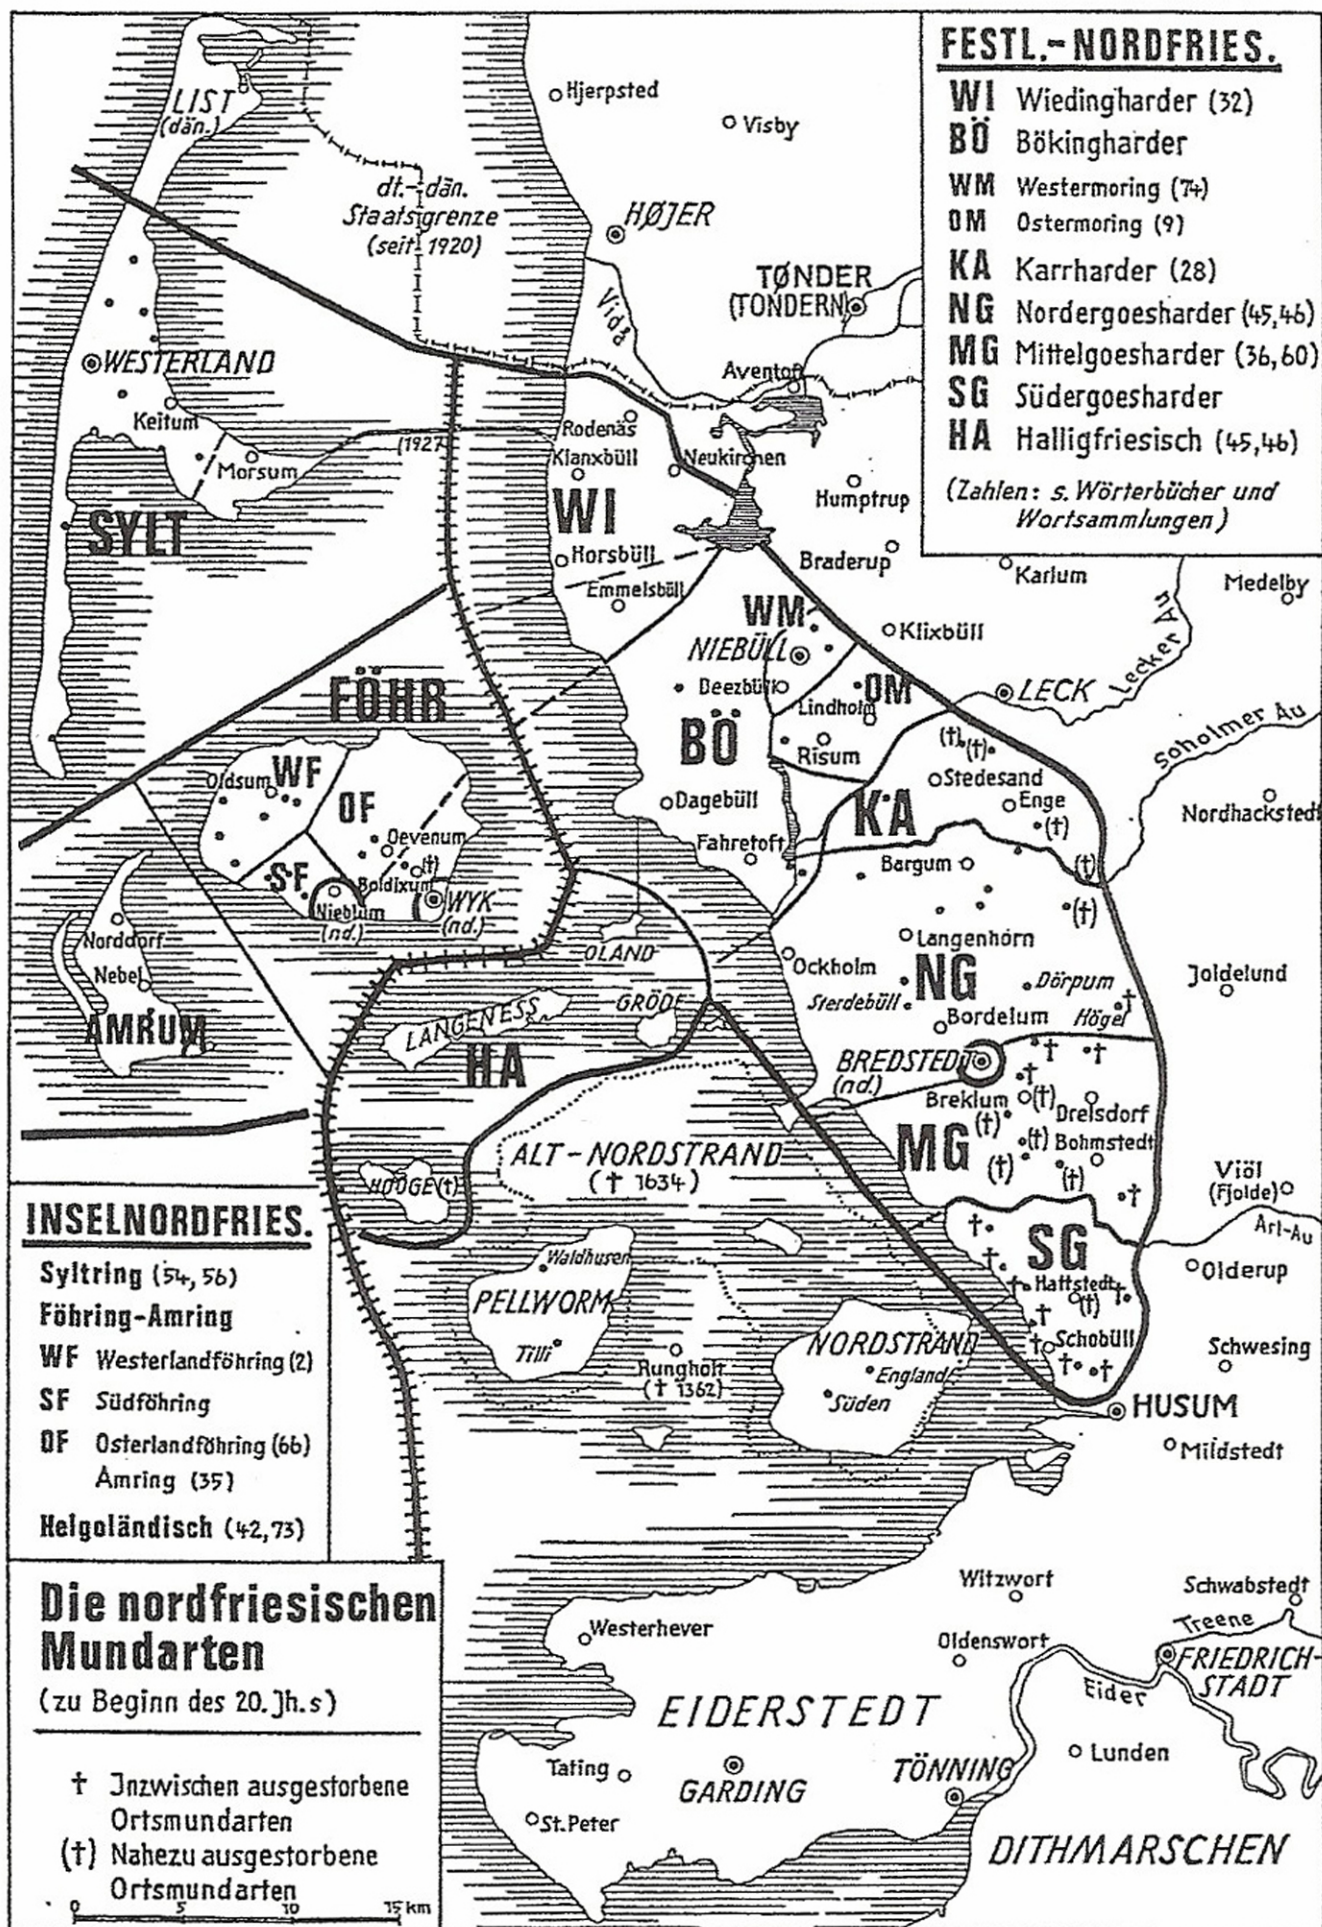 FESTL.-NORDFRIES.
WI Wiedingharder (32)
BÖ Bökingharder
WM Westermoring (74)
OM Ostermoring (9)
KA Karrharder (28)
NG Nordergoesharder (45,46)
MG Mittelgoesharder (36,60)
SG Südergoesharder
HA Halligfriesisch (45,46)
(Zahlen: s. Wörterbücher und
Wortsammlungen)
LIST
(dän.)
Hjerpsted
Visby
dt.-dän.
Staatsgrenze
(seit 1920)
HØJER
TØNDER
(TONDERN)
Vidå
Aventoft
WESTERLAND
Keitum
Morsum
(1927
SYLT
Rodenäs
Klanxbüll
Neukirchen
WI
Horsbüll
Emmelsbüll
Humptrup
Braderup
Karlum
Medelby
WM
NIEBÜLL
Klixbüll
Deezbüll
Lindholm
OM
LECK
Lecker Au
Soholmer Au
BÖ
Risum
(†) (†)
Stedesand
Enge
(†)
KA
Dagebüll
Fahretoft
Bargum
(†)
(†)
Nordhackstedt
FÖHR
Oldsum
WF
OF
Oevenum
(†)
Boldixum
SF
Nieblum
(nd.)
WYK
(nd.)
Norddorf
Nebel
AMRUM
OLAND
LANGENESS
GRÖDE
HA
HOOGE (†)
Langenhorn
Ockholm
NG
Sterdebüll
Dörpum
Bordelum
Högel
†
Joldelund
BREDSTEDT
(nd.)
† †
†
Breklum
(†)
(†)
Drelsdorf
MG
(†)
Bohmstedt
(†)
(†)
†
Viöl
(Fjolde)
Arl-Au
Olderup
ALT-NORDSTRAND
(† 1634)
SG
†
†
†
Hattstedt
(†)
†
†
†
Schobüll
† †
Schwesing
Waldhusen
PELLWORM
Tilli
Rungholt
(† 1362)
NORDSTRAND
England
Süden
HUSUM
Mildstedt
INSELNORDFRIES.
Syltring (54, 56)
Föhring-Amring
WF Westerlandföhring (2)
SF Südföhring
OF Osterlandföhring (66)
Amring (35)
Helgoländisch (42,73)
Die nordfriesischen
Mundarten
(zu Beginn des 20. Jh.s)
† Jnzwischen ausgestorbene
Ortsmundarten
(†) Nahezu ausgestorbene
Ortsmundarten
0 5 10 15 km
Westerhever
Witzwort
Schwabstedt
Treene
Oldenswort
FRIEDRICH-
STADT
Eider
EIDERSTEDT
Tating
GARDING
TÖNNING
Lunden
St. Peter
DITHMARSCHEN